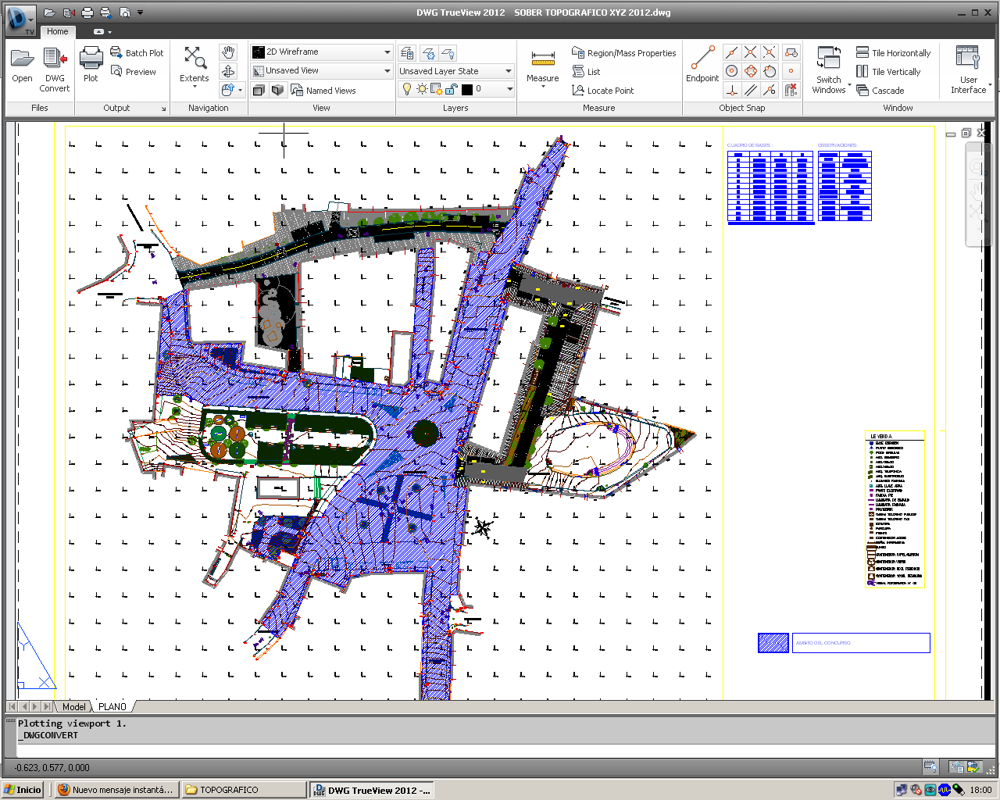 DWG TrueView 2012 SOBER TOPOGRAFICO XYZ 2012.dwg
TV
Home
Open
DWG Convert
Plot
Batch Plot
Preview
Extents
2D Wireframe
Unsaved View
Named Views
Unsaved Layer State
0
Measure
Region/Mass Properties
List
Locate Point
Endpoint
Switch Windows
Tile Horizontally
Tile Vertically
Cascade
User Interface
Files
Output
Navigation
View
Layers
Measure
Object Snap
Window
CUADRO DE BASES
OBSERVACIONES
LEYENDA
AMBITO DEL CONCURSO
Y
X
Model
PLANO
Plotting viewport 1.
_DWGCONVERT
-0.623, 0.577, 0.000
Inicio
Nuevo mensaje instantá...
TOPOGRAFICO
DWG TrueView 2012 -...
18:00